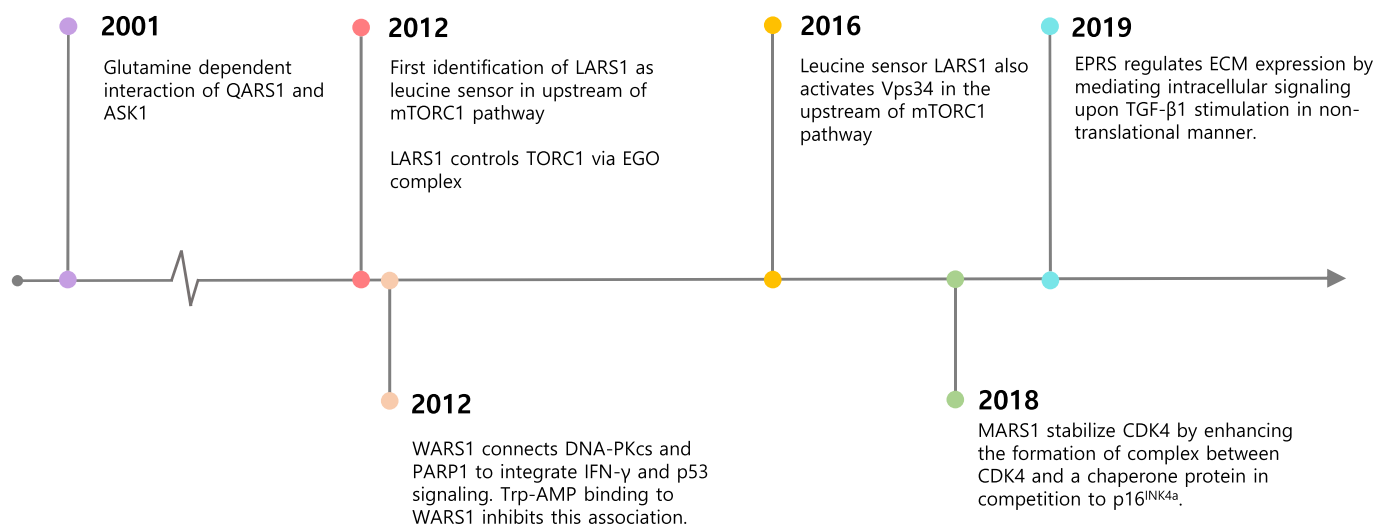 2001
Glutamine dependent
interaction of QARS1 and
ASK1
2012
First identification of LARS1 as
leucine sensor in upstream of
mTORC1 pathway
LARS1 controls TORC1 via EGO
complex
2016
Leucine sensor LARS1 also
activates Vps34 in the
upstream of mTORC1
pathway
2019
EPRS regulates ECM expression by
mediating intracellular signaling
upon TGF-β1 stimulation in non-
translational manner.
2012
WARS1 connects DNA-PKcs and
PARP1 to integrate IFN-γ and p53
signaling. Trp-AMP binding to
WARS1 inhibits this association.
2018
MARS1 stabilize CDK4 by enhancing
the formation of complex between
CDK4 and a chaperone protein in
competition to p16INK4a.